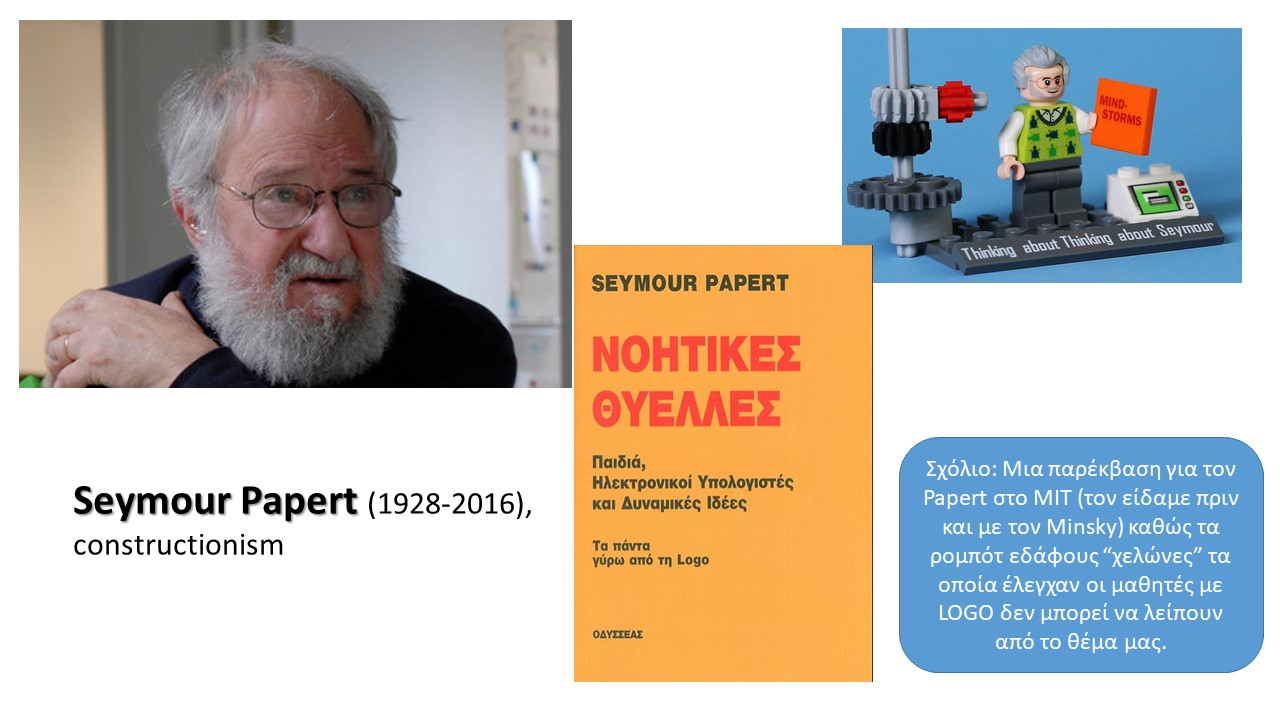 MIND-
STORMS
Thinking about Thinking about Seymour
SEYMOUR PAPERT
ΝΟΗΤΙΚΕΣ
ΘΥΕΛΛΕΣ
Παιδιά,
Ηλεκτρονικοί Υπολογιστές
και Δυναμικές Ιδέες
Τα πάντα
γύρω από τη Logo
ΟΔΥΣΣΕΑΣ
Seymour Papert (1928-2016),
constructionism
Σχόλιο: Μια παρέκβαση για τον
Papert στο MIT (τον είδαμε πριν
και με τον Minsky) καθώς τα
ρομπότ εδάφους “χελώνες” τα
οποία έλεγχαν οι μαθητές με
LOGO δεν μπορεί να λείπουν
από το θέμα μας.